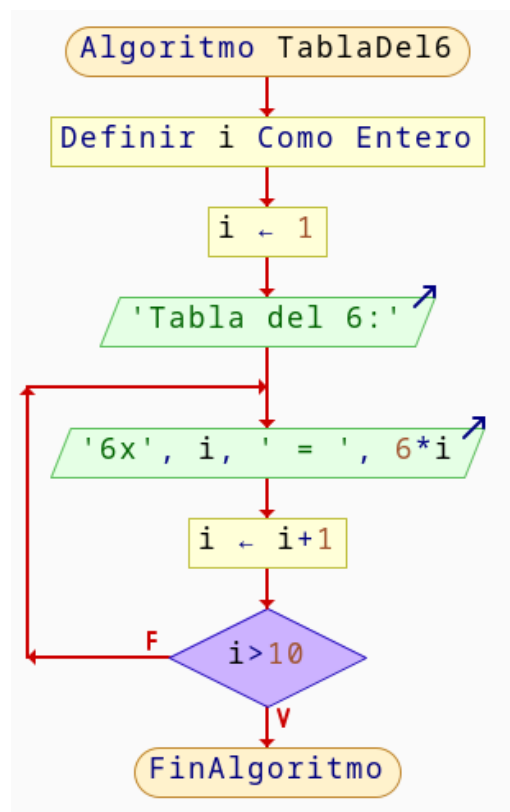 Algoritmo TablaDel6
Definir i Como Entero
i ← 1
'Tabla del 6:'
'6x', i, ' = ', 6*i
i ← i+1
F
i>10
V
FinAlgoritmo